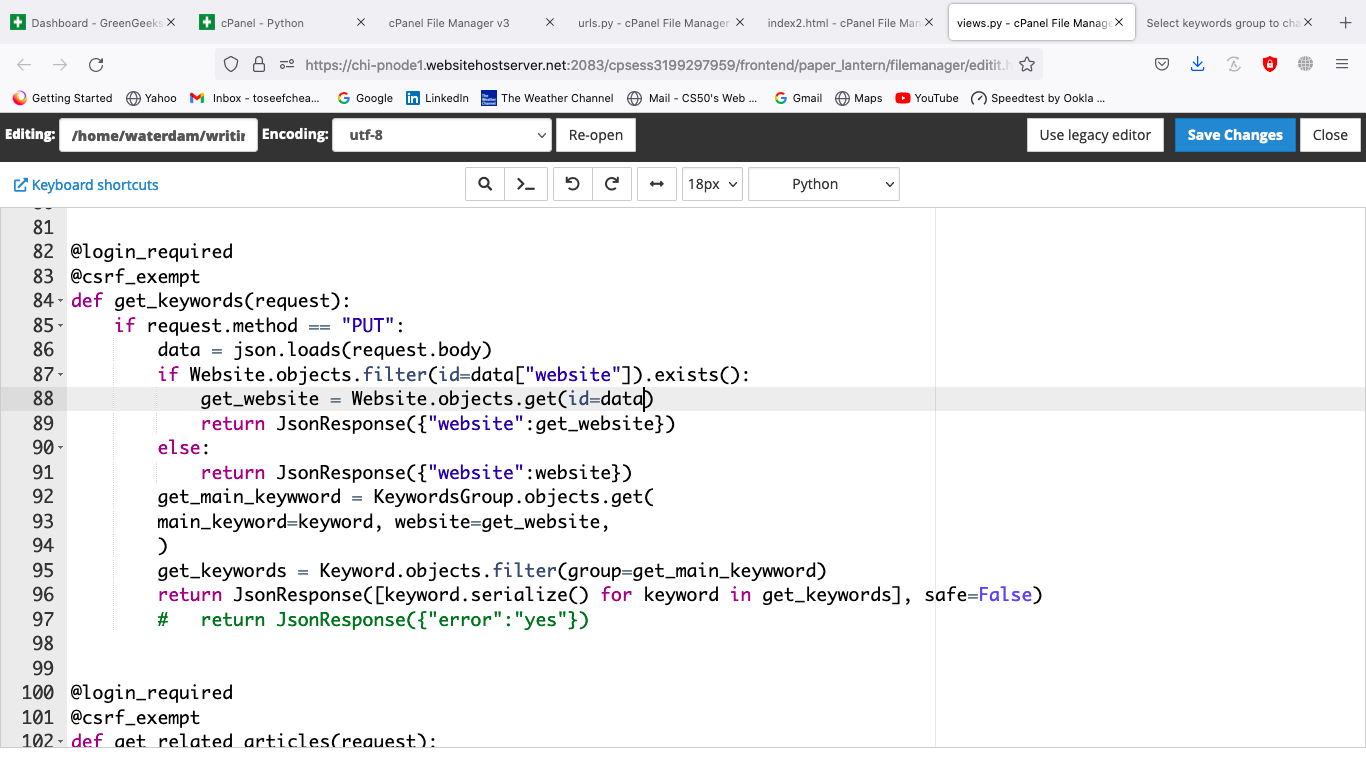 Dashboard - GreenGeeks
cPanel - Python
cPanel File Manager v3
urls.py - cPanel File Manager
index2.html - cPanel File Man
views.py - cPanel File Manage
Select keywords group to cha
https://chi-pnode1.websitehostserver.net:2083/cpsess3199297959/frontend/paper_lantern/filemanager/editit.h
Getting Started
Yahoo
Inbox - toseefchea...
Google
LinkedIn
The Weather Channel
Mail - CS50's Web ...
Gmail
Maps
YouTube
Speedtest by Ookla ...
Editing: /home/waterdam/writin Encoding: utf-8 Re-open Use legacy editor Save Changes Close
Keyboard shortcuts 18px Python
81
82 @login_required
83 @csrf_exempt
84 def get_keywords(request):
85 if request.method == "PUT":
86 data = json.loads(request.body)
87 if Website.objects.filter(id=data["website"]).exists():
88 get_website = Website.objects.get(id=data)
89 return JsonResponse({"website":get_website})
90 else:
91 return JsonResponse({"website":website})
92 get_main_keywword = KeywordsGroup.objects.get(
93 main_keyword=keyword, website=get_website,
94 )
95 get_keywords = Keyword.objects.filter(group=get_main_keywword)
96 return JsonResponse([keyword.serialize() for keyword in get_keywords], safe=False)
97 # return JsonResponse({"error":"yes"})
98
99
100 @login_required
101 @csrf_exempt
102 def get_related_articles(request):